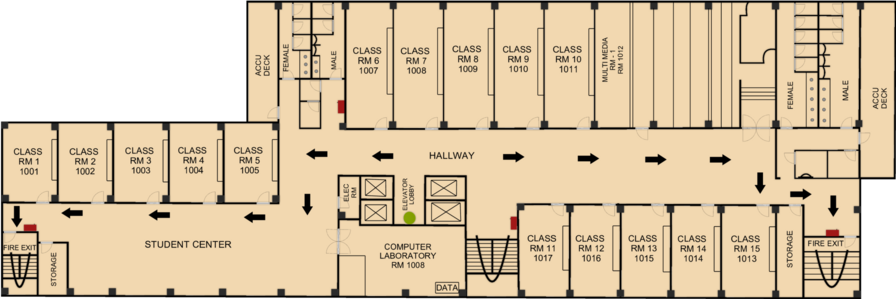 ACCU
DECK
FEMALE
MALE
CLASS
RM 6
1007
CLASS
RM 7
1008
CLASS
RM 8
1009
CLASS
RM 9
1010
CLASS
RM 10
1011
MULTI MEDIA
RM - 1
RM 1012
FEMALE
MALE
ACCU
DECK
CLASS
RM 1
1001
CLASS
RM 2
1002
CLASS
RM 3
1003
CLASS
RM 4
1004
CLASS
RM 5
1005
HALLWAY
ELEC
RM
ELEVATOR
LOBBY
STUDENT CENTER
FIRE EXIT
STORAGE
COMPUTER
LABORATORY
RM 1008
DATA
CLASS
RM 11
1017
CLASS
RM 12
1016
CLASS
RM 13
1015
CLASS
RM 14
1014
CLASS
RM 15
1013
STORAGE
FIRE EXIT